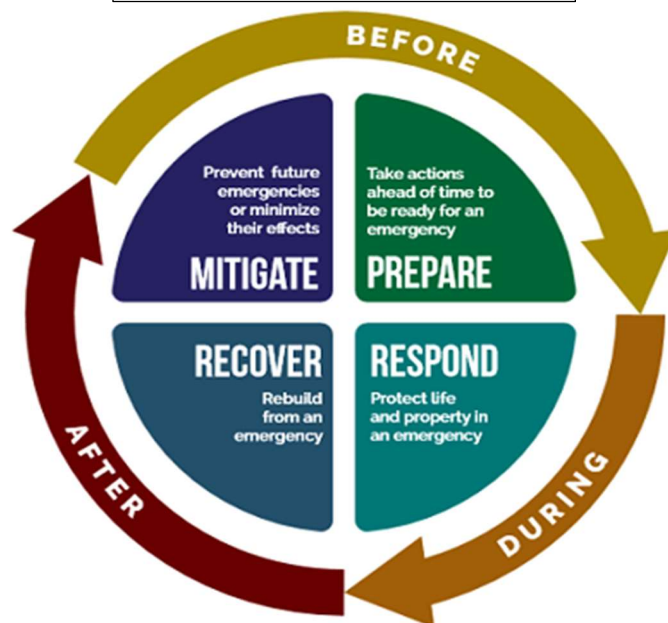 BEFORE
Prevent future
emergencies
or minimize
their effects
MITIGATE
Take actions
ahead of time to
be ready for an
emergency
PREPARE
RECOVER
Rebuild
from an
emergency
RESPOND
Protect life
and property in
an emergency
AFTER
DURING